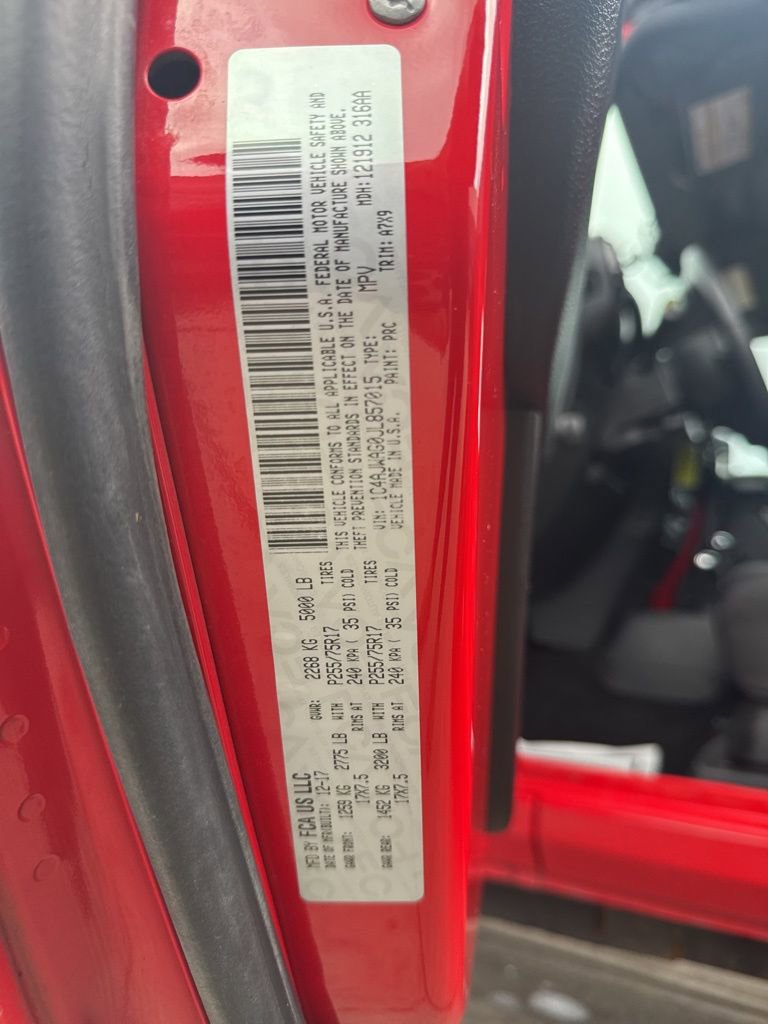 MFD BY FCA US LLC
DATE OF MFR(BUILT): 12-17 GVWR: 2268 KG 5000 LB
GAWR FRONT: 1259 KG 2775 LB WITH P255/75R17 TIRES
17X7.5 RIMS AT 240 KPA ( 35 PSI) COLD
GAWR REAR: 1452 KG 3200 LB WITH P255/75R17 TIRES
17X7.5 RIMS AT 240 KPA ( 35 PSI) COLD
THIS VEHICLE CONFORMS TO ALL APPLICABLE U.S.A. FEDERAL MOTOR VEHICLE SAFETY AND
THEFT PREVENTION STANDARDS IN EFFECT ON THE DATE OF MANUFACTURE SHOWN ABOVE.
VIN: 1C4AJWAG0JL857015 TYPE: MPV MDH:121912 316AA
VEHICLE MADE IN U.S.A. PAINT: PRC TRIM: A7X9